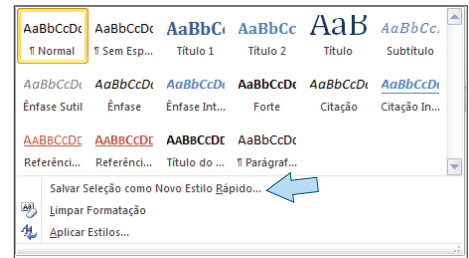 AaBbCcDc AaBbCcDc AaBbC AaBbCc AaB AaBbCc.
¶ Normal ¶ Sem Esp... Título 1 Título 2 Título Subtítulo
AaBbCcDc AaBbCcDc AaBbCcDc AaBbCcDc AaBbCcDc AaBbCcDc
Ênfase Sutil Ênfase Ênfase Int... Forte Citação Citação In...
AaBbCcDc AaBbCcDc AaBbCcDc AaBbCcDc
Referênci... Referênci... Título do ... ¶ Parágraf...
Salvar Seleção como Novo Estilo Rápido...
Limpar Formatação
Aplicar Estilos...